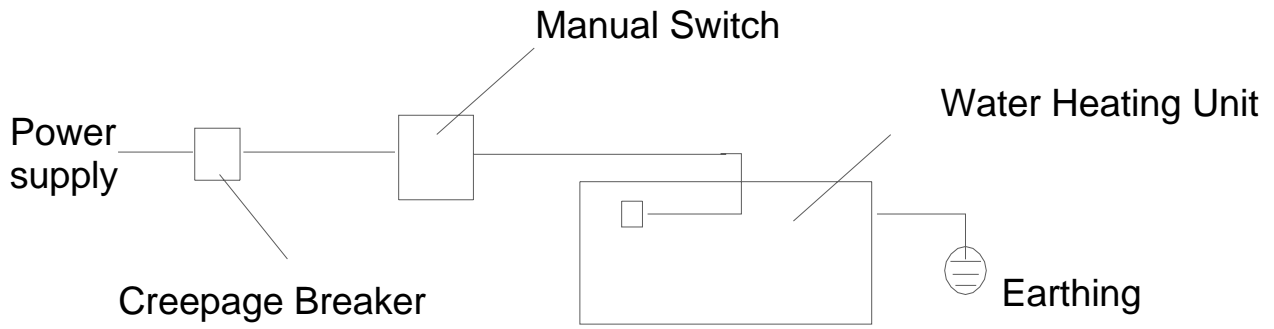 Manual Switch
Water Heating Unit
Power
supply
Creepage Breaker
Earthing